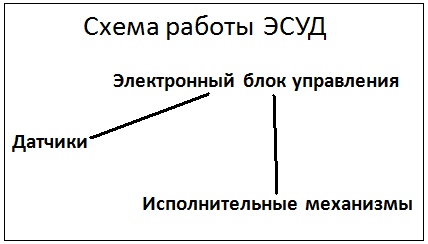 Схема работы ЭСУД
Электронный блок управления
Датчики
Исполнительные механизмы